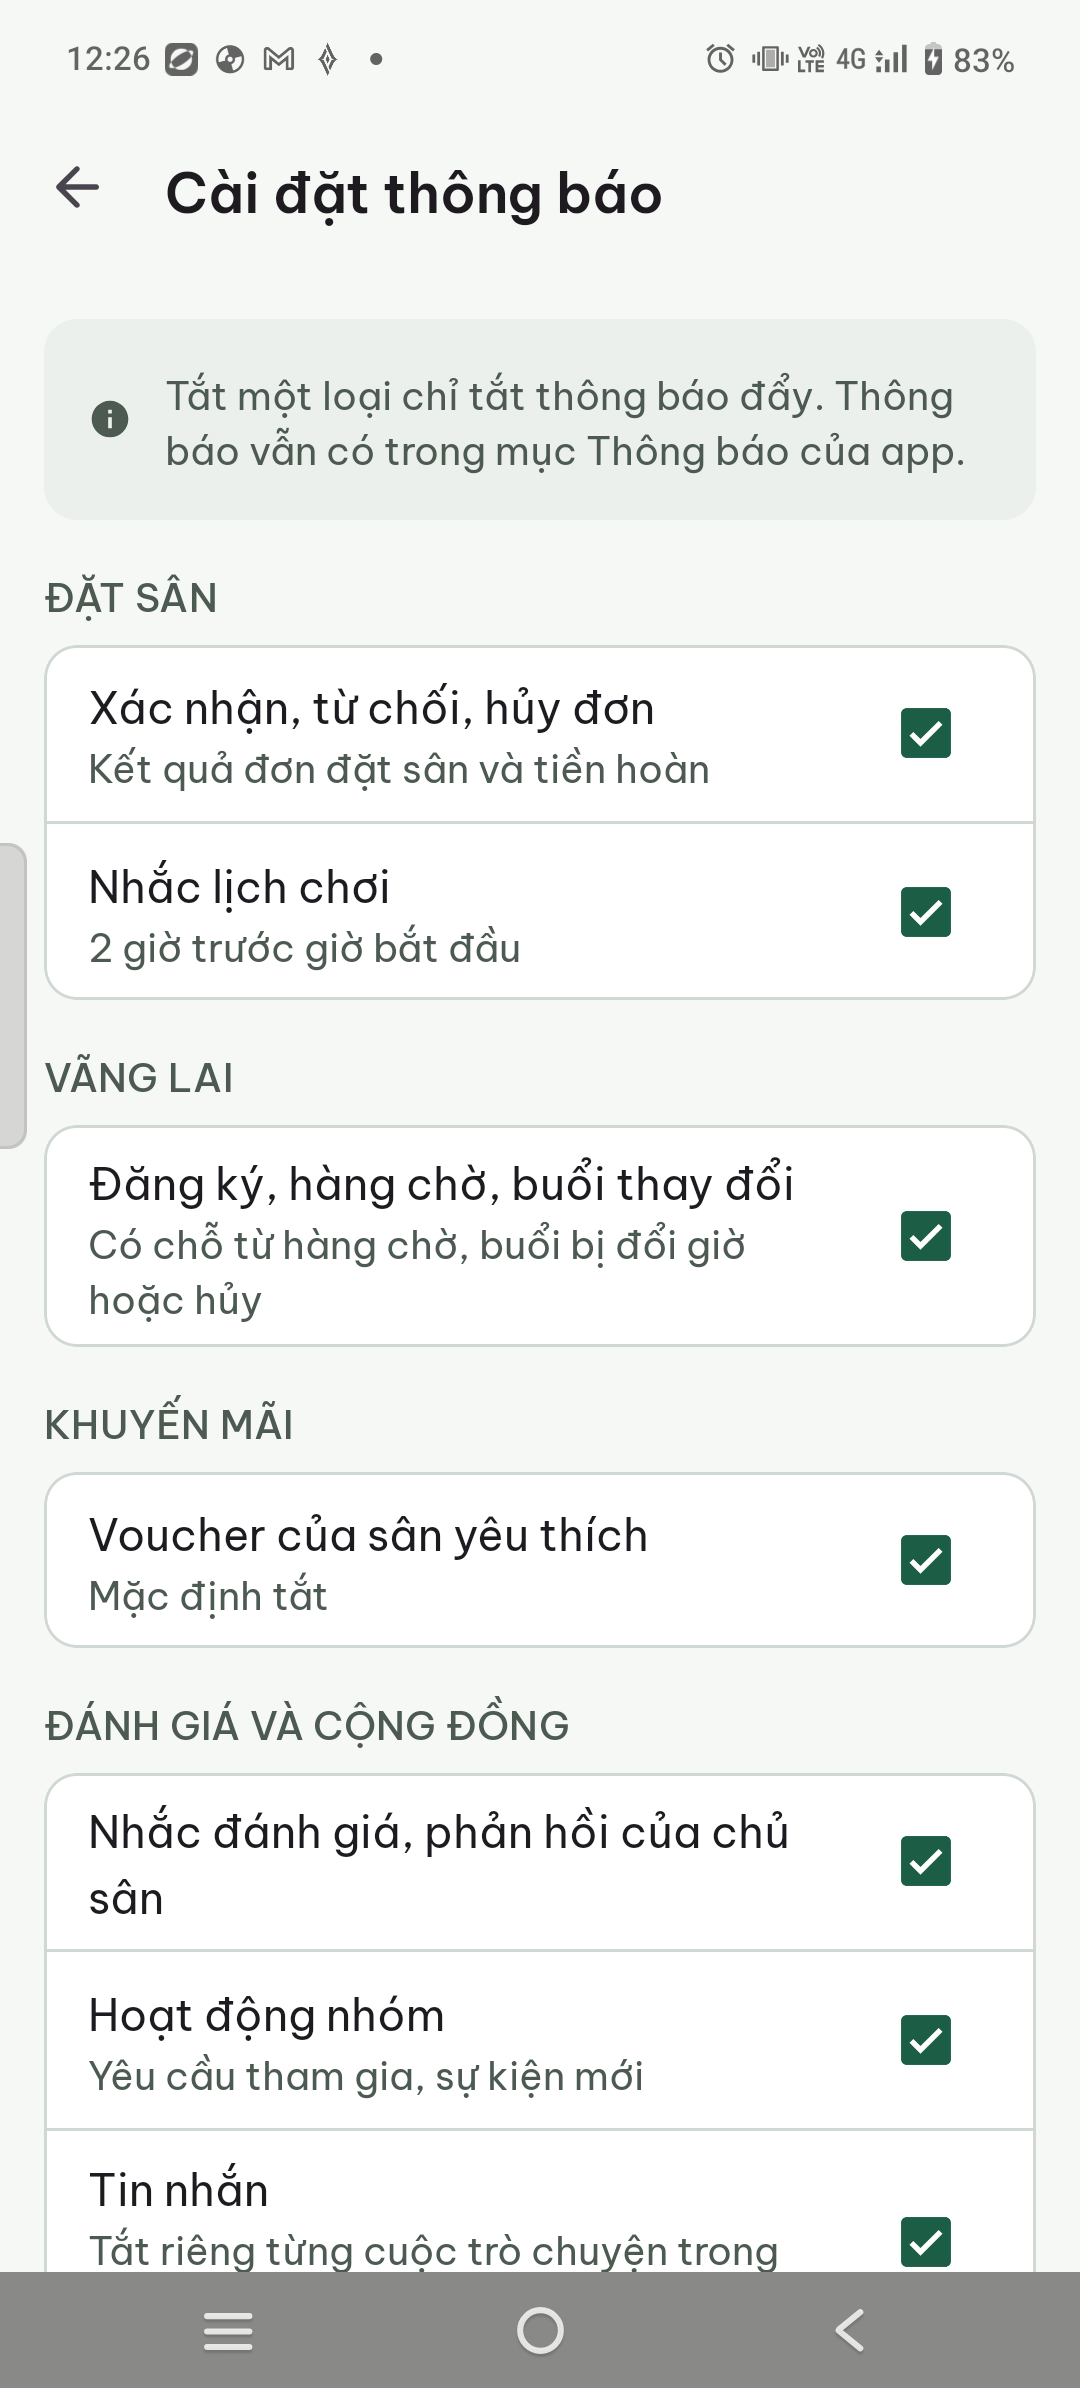 12:26
VO LTE 4G 83%
Cài đặt thông báo
Tắt một loại chỉ tắt thông báo đẩy. Thông
báo vẫn có trong mục Thông báo của app.
ĐẶT SÂN
Xác nhận, từ chối, hủy đơn
Kết quả đơn đặt sân và tiền hoàn
Nhắc lịch chơi
2 giờ trước giờ bắt đầu
VÃNG LAI
Đăng ký, hàng chờ, buổi thay đổi
Có chỗ từ hàng chờ, buổi bị đổi giờ
hoặc hủy
KHUYẾN MÃI
Voucher của sân yêu thích
Mặc định tắt
ĐÁNH GIÁ VÀ CỘNG ĐỒNG
Nhắc đánh giá, phản hồi của chủ
sân
Hoạt động nhóm
Yêu cầu tham gia, sự kiện mới
Tin nhắn
Tắt riêng từng cuộc trò chuyện trong